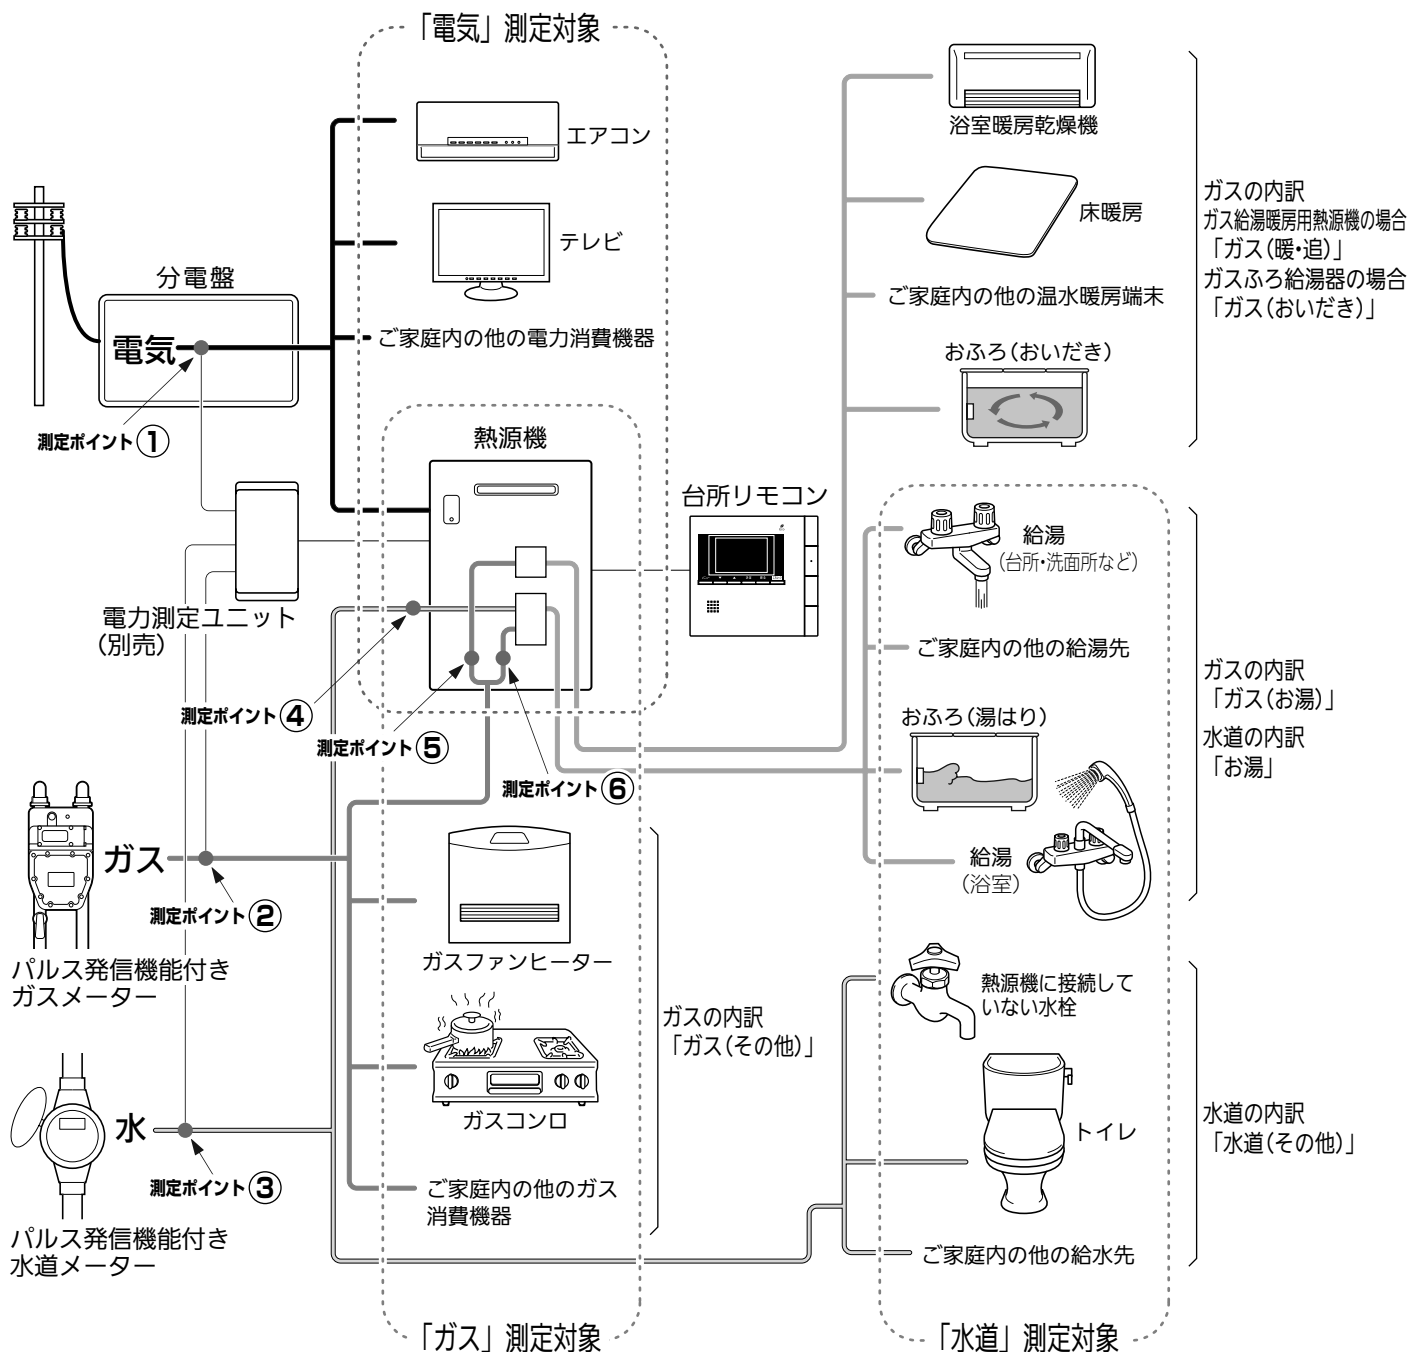 「電気」測定対象
エアコン
テレビ
ご家庭内の他の電力消費機器
分電盤
電気
測定ポイント①
熱源機
台所リモコン
電力測定ユニット
(別売)
測定ポイント④
測定ポイント⑤
測定ポイント⑥
ガス
測定ポイント②
パルス発信機能付き
ガスメーター
水
測定ポイント③
パルス発信機能付き
水道メーター
ガスファンヒーター
ガスコンロ
ご家庭内の他のガス
消費機器
ガスの内訳
「ガス(その他)」
「ガス」測定対象
浴室暖房乾燥機
床暖房
ご家庭内の他の温水暖房端末
おふろ(おいだき)
ガスの内訳
ガス給湯暖房用熱源機の場合
「ガス(暖・追)」
ガスふろ給湯器の場合
「ガス(おいだき)」
給湯
(台所・洗面所など)
ご家庭内の他の給湯先
おふろ(湯はり)
給湯
(浴室)
ガスの内訳
「ガス(お湯)」
水道の内訳
「お湯」
熱源機に接続して
いない水栓
トイレ
ご家庭内の他の給水先
水道の内訳
「水道(その他)」
「水道」測定対象